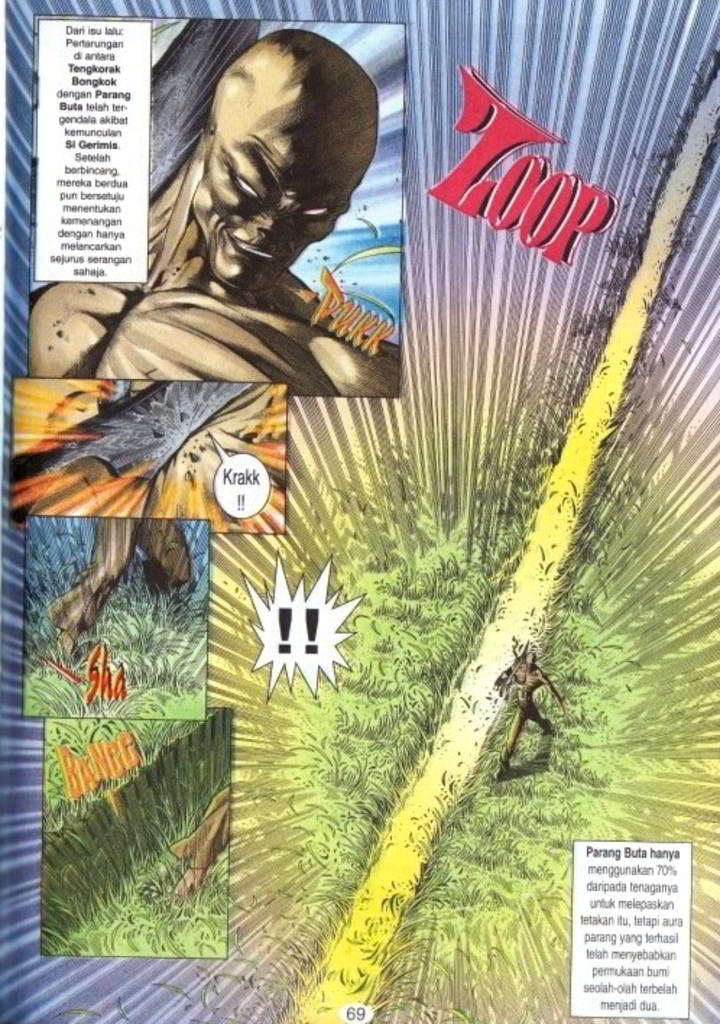 Dari isu lalu:
Pertarungan
di antara
Tengkorak
Bongkok
dengan Parang
Buta telah ter-
gendala akibat
kemunculan
Si Gerimis.
Setelah
berbincang,
mereka berdua
pun bersetuju
menentukan
kemenangan
dengan hanya
melancarkan
sejurus serangan
sahaja.
ZOOP
PUKK
Krakk
!!
Sha
!!
BANGG
Parang Buta hanya
menggunakan 70%
daripada tenaganya
untuk melepaskan
tetakan itu, tetapi aura
parang yang terhasil
telah menyebabkan
permukaan bumi
seolah-olah terbelah
menjadi dua.
69